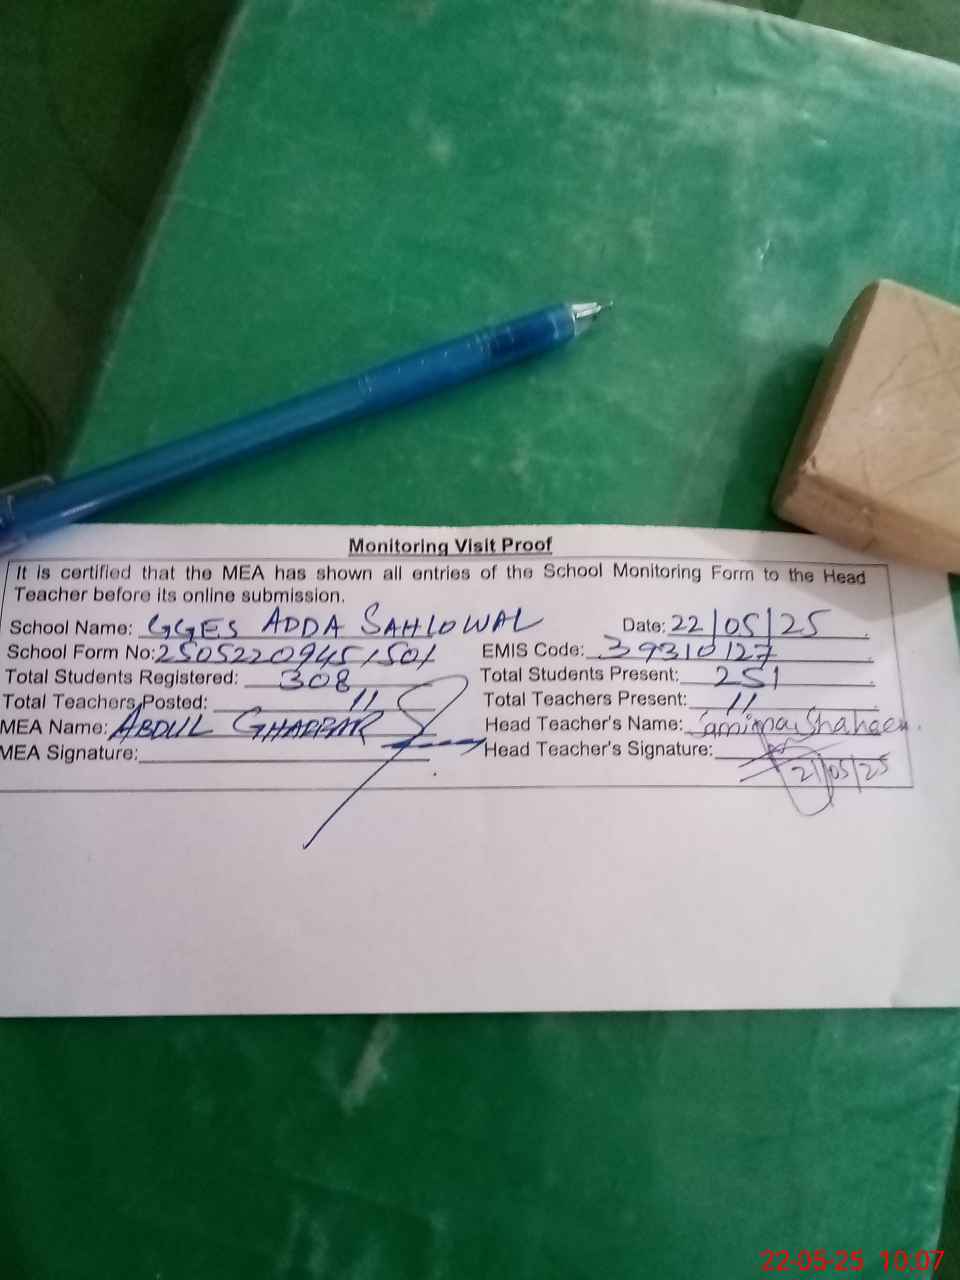 Monitoring Visit Proof
It is certified that the MEA has shown all entries of the School Monitoring Form to the Head
Teacher before its online submission.
School Name: GGES ADDA SAHLOWAL Date: 22/05/25
School Form No: 2505220945 1501 EMIS Code: 39310127
Total Students Registered: 308 Total Students Present: 251
Total Teachers Posted: 11 Total Teachers Present: 11
MEA Name: ABDUL GHAFFAR Head Teacher's Name: Samina Shaheen.
MEA Signature: Head Teacher's Signature:
21/05/25
22-05-25 10:07